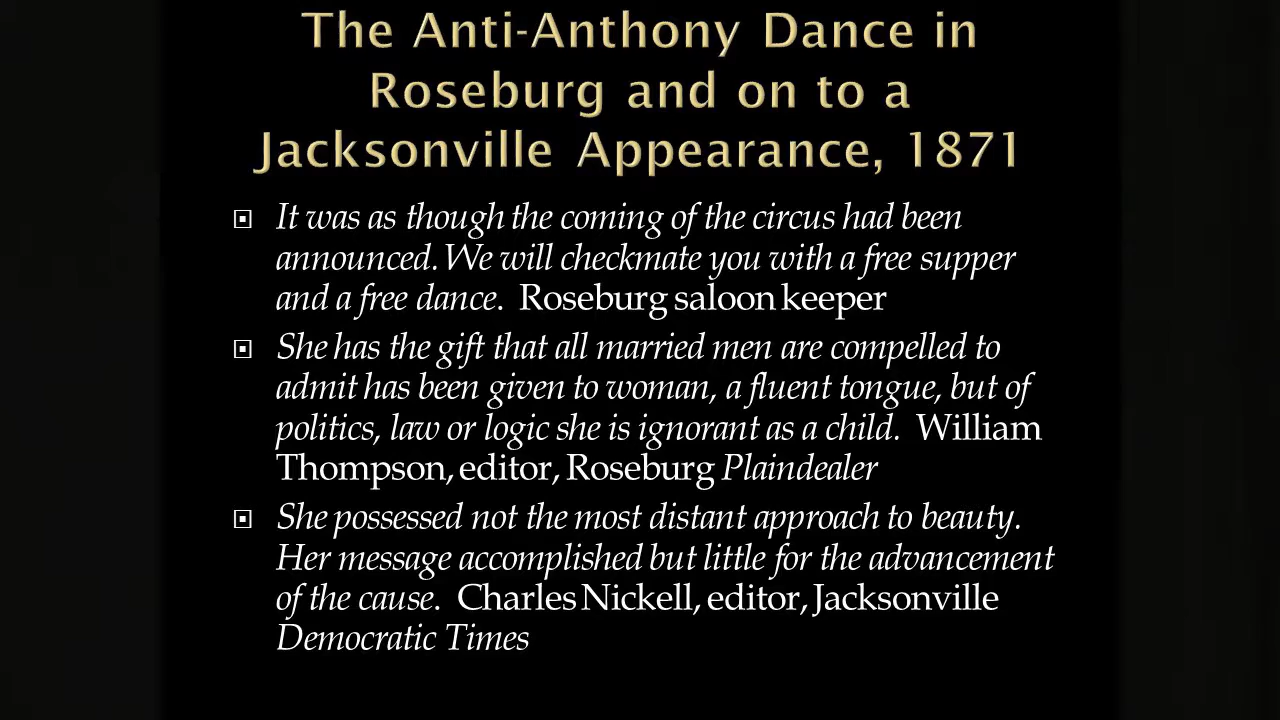 The Anti-Anthony Dance in
Roseburg and on to a
Jacksonville Appearance, 1871
It was as though the coming of the circus had been
announced. We will checkmate you with a free supper
and a free dance. Roseburg saloon keeper
She has the gift that all married men are compelled to
admit has been given to woman, a fluent tongue, but of
politics, law or logic she is ignorant as a child. William
Thompson, editor, Roseburg Plaindealer
She possessed not the most distant approach to beauty.
Her message accomplished but little for the advancement
of the cause. Charles Nickell, editor, Jacksonville
Democratic Times